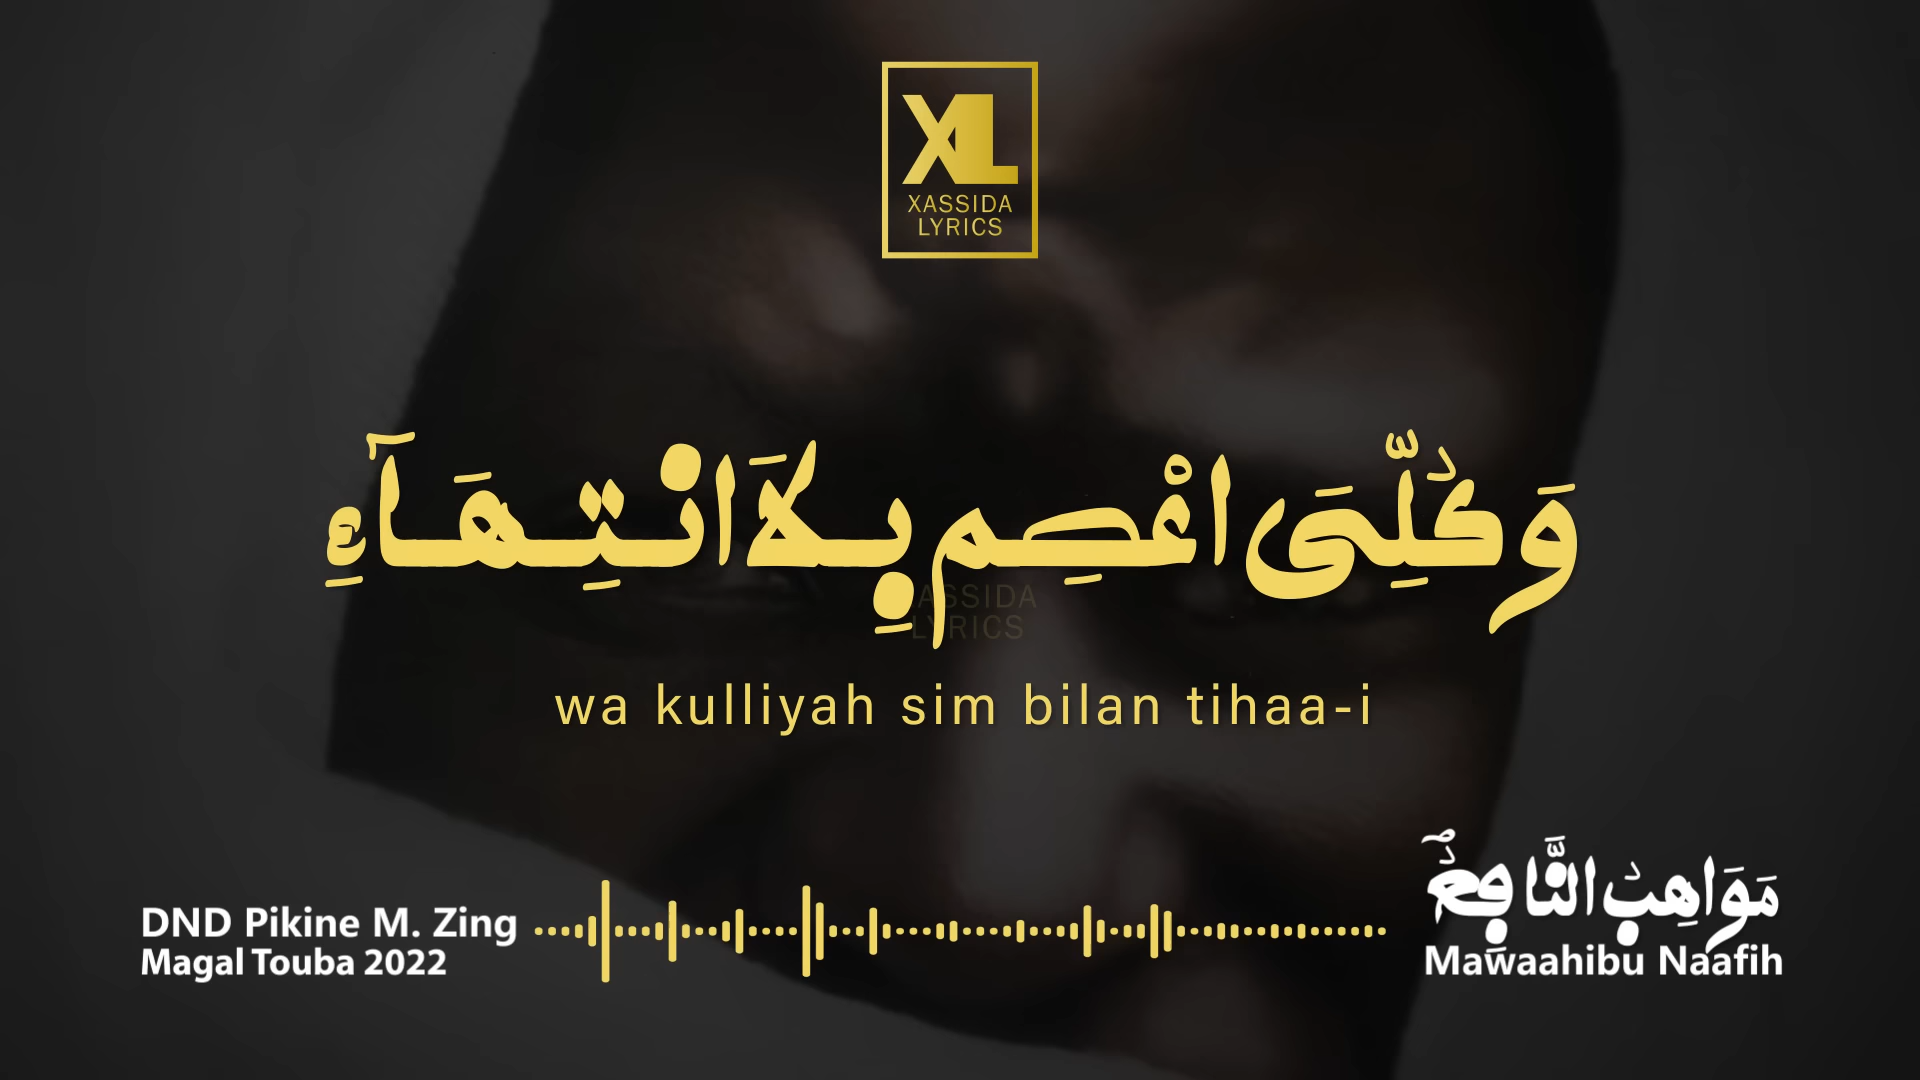 XL
XASSIDA
LYRICS
وَكُلِّىَ اعْصِم بِلَا انْتِهَآءِ
XASSIDA
LYRICS
wa kulliyah sim bilan tihaa-i
DND Pikine M. Zing
Magal Touba 2022
مَوَاهِبُ النَّافِعْ
Mawaahibu Naafih